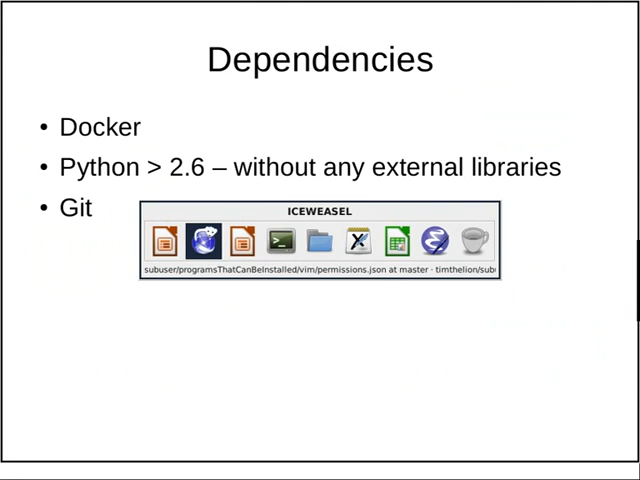 Dependencies
• Docker
• Python > 2.6 – without any external libraries
• Git
ICEWEASEL
subuser/programsThatCanBeInstalled/vim/permissions.json at master · timthelion/sub